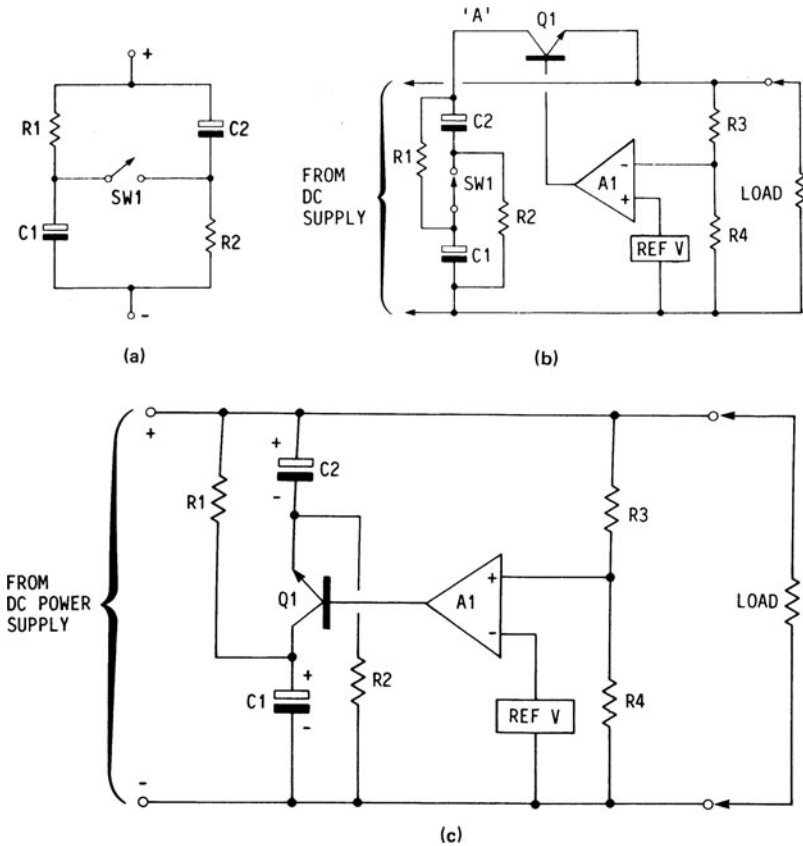 +
R1
C2
SW1
C1
R2
-
(a)
'A'
Q1
C2
R1
SW1
R2
C1
FROM
DC
SUPPLY
A1
-
+
REF V
R3
R4
LOAD
(b)
+
+
C2
-
R1
Q1
FROM
DC POWER
SUPPLY
A1
+
-
R3
LOAD
+
C1
-
R2
REF V
R4
-
(c)